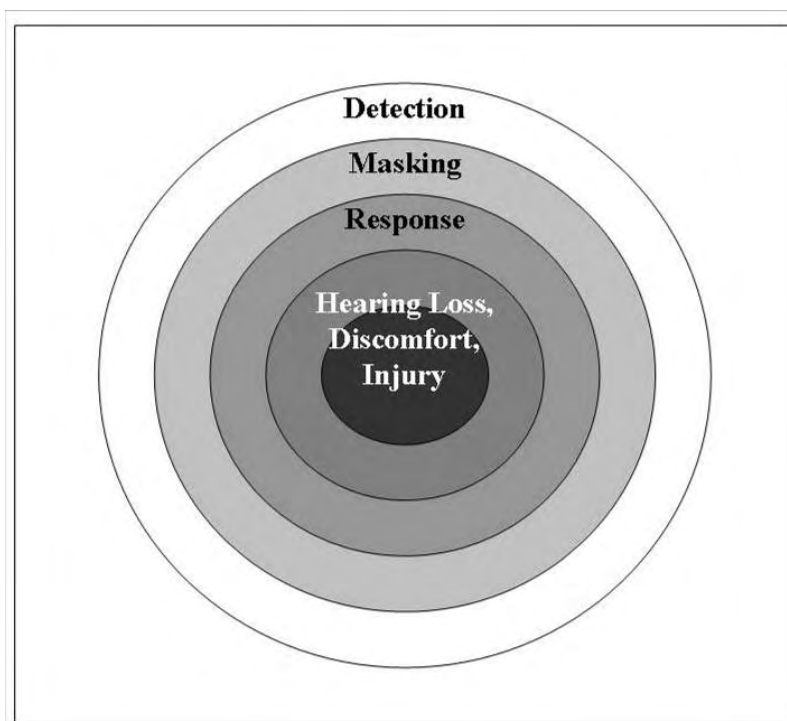 Detection
Masking
Response
Hearing Loss,
Discomfort,
Injury